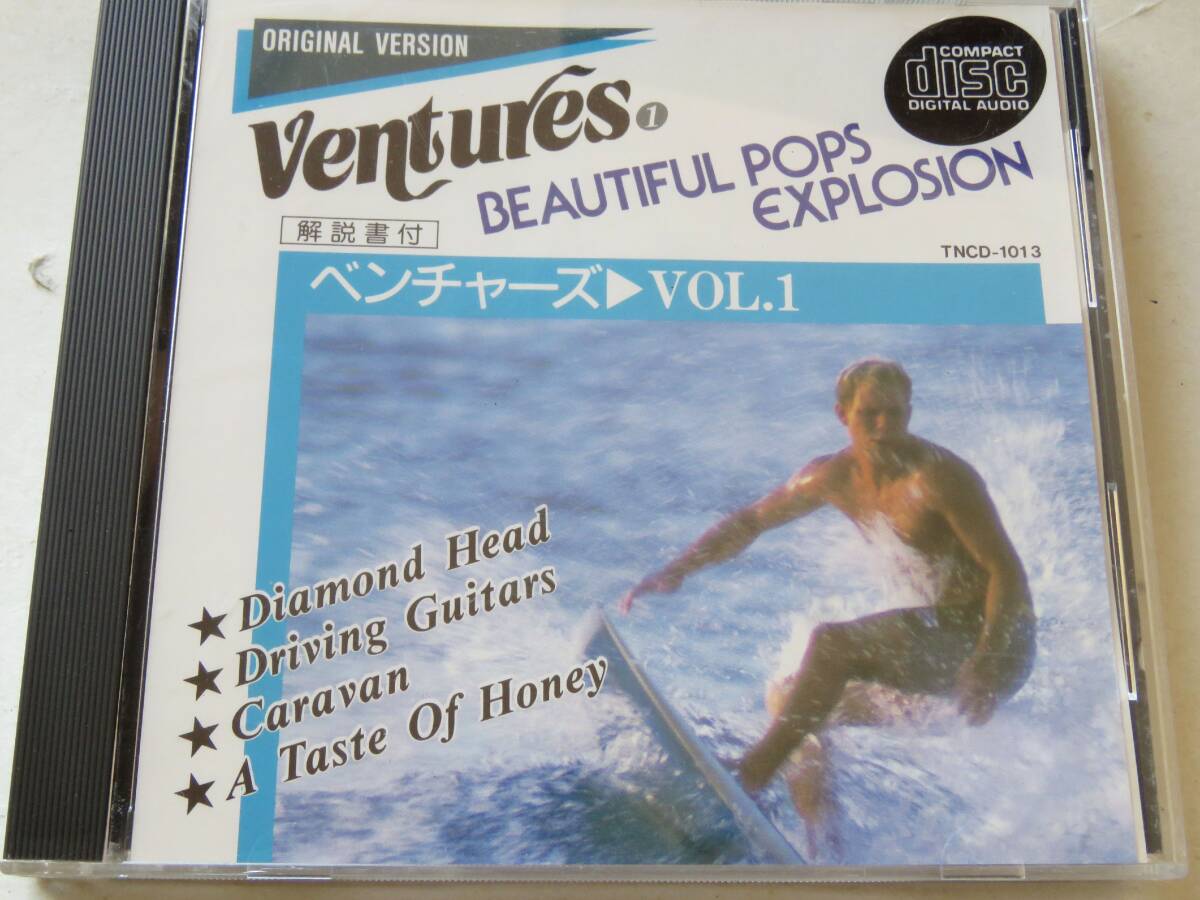 ORIGINAL VERSION
Ventures 1
COMPACT
disc
DIGITAL AUDIO
BEAUTIFUL POPS
EXPLOSION
解説書付
TNCD-1013
ベンチャーズ▶VOL.1
★ Diamond Head
★ Driving Guitars
★ Caravan
★ A Taste Of Honey